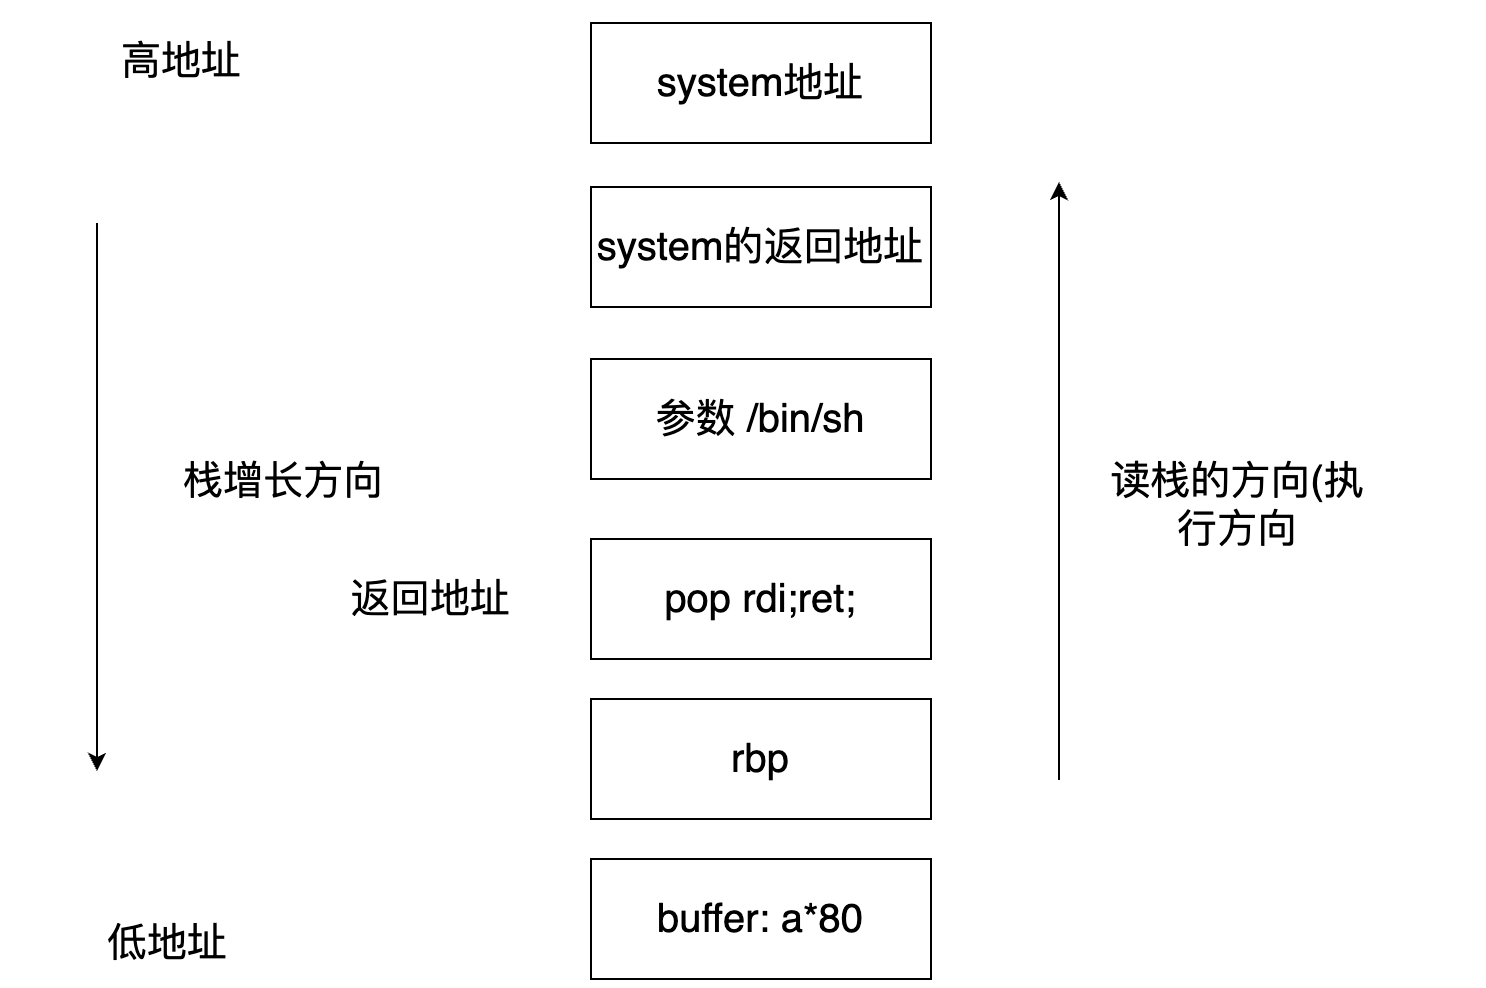 高地址
system地址
system的返回地址
参数 /bin/sh
栈增长方向
读栈的方向(执
行方向
返回地址
pop rdi;ret;
rbp
buffer: a*80
低地址